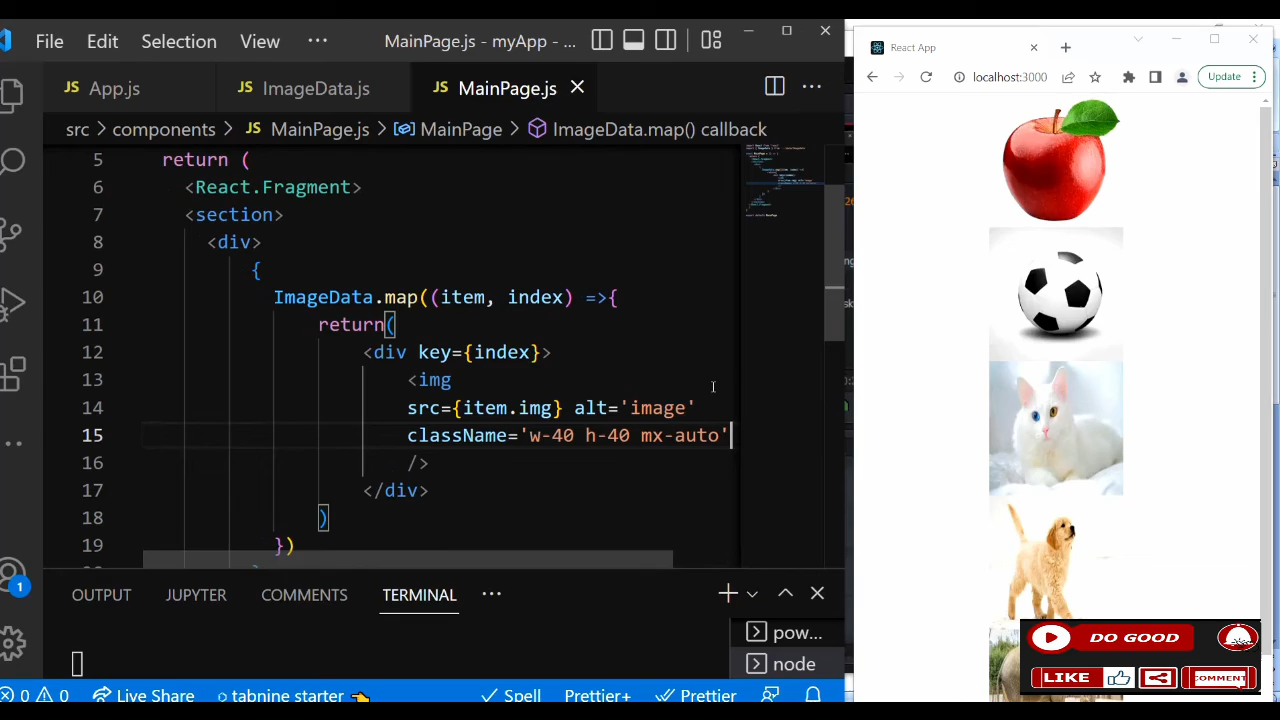 File Edit Selection View ··· MainPage.js - myApp - ...
App.js ImageData.js MainPage.js
src > components > MainPage.js > MainPage > ImageData.map() callback
5 return (
6 <React.Fragment>
7 <section>
8 <div>
9 {
10 ImageData.map((item, index) =>{
11 return(
12 <div key={index}>
13 <img
14 src={item.img} alt='image'
15 className='w-40 h-40 mx-auto'
16 />
17 </div>
18 )
19 })
OUTPUT JUPYTER COMMENTS TERMINAL ···
pow...
node
1
0 0 Live Share tabnine starter Spell Prettier+ Prettier
React App
localhost:3000 Update
DO GOOD
LIKE COMMENT